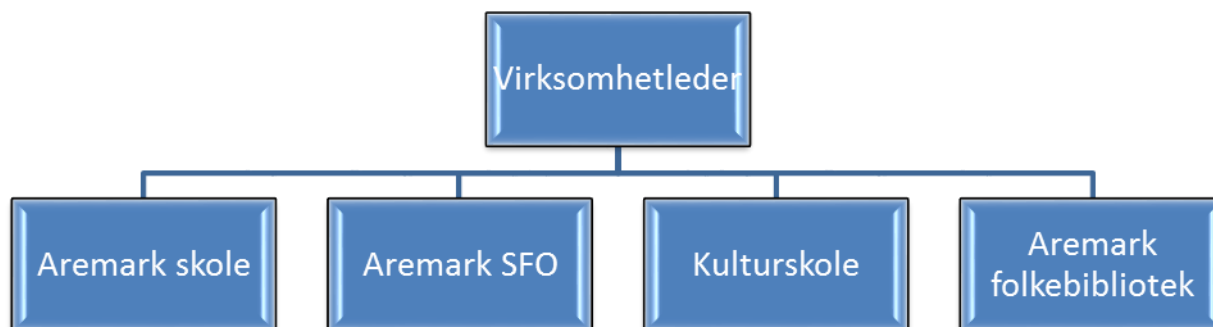 Virksomhetleder
Aremark skole
Aremark SFO
Kulturskole
Aremark
folkebibliotek